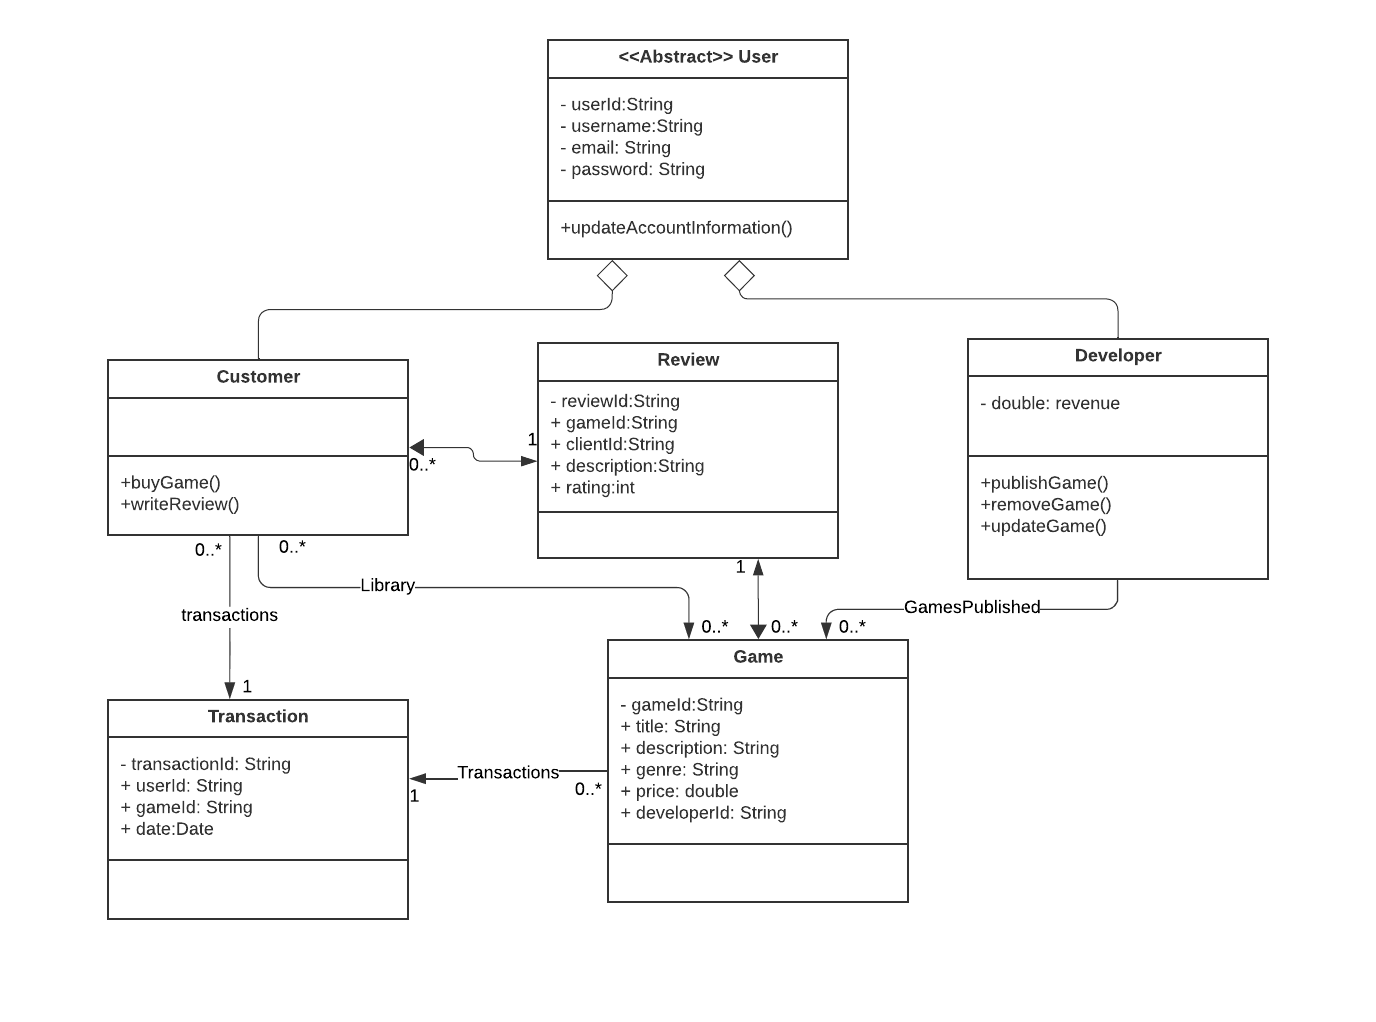 <<Abstract>> User
- userId:String
- username:String
- email: String
- password: String
+updateAccountInformation()
Customer
+buyGame()
+writeReview()
0..*
1
Review
- reviewId:String
+ gameId:String
+ clientId:String
+ description:String
+ rating:int
Developer
- double: revenue
+publishGame()
+removeGame()
+updateGame()
0..*
0..*
transactions
1
Library
0..*
1
0..*
GamesPublished
0..*
Transaction
- transactionId: String
+ userId: String
+ gameId: String
+ date:Date
1
Transactions
0..*
Game
- gameId:String
+ title: String
+ description: String
+ genre: String
+ price: double
+ developerId: String